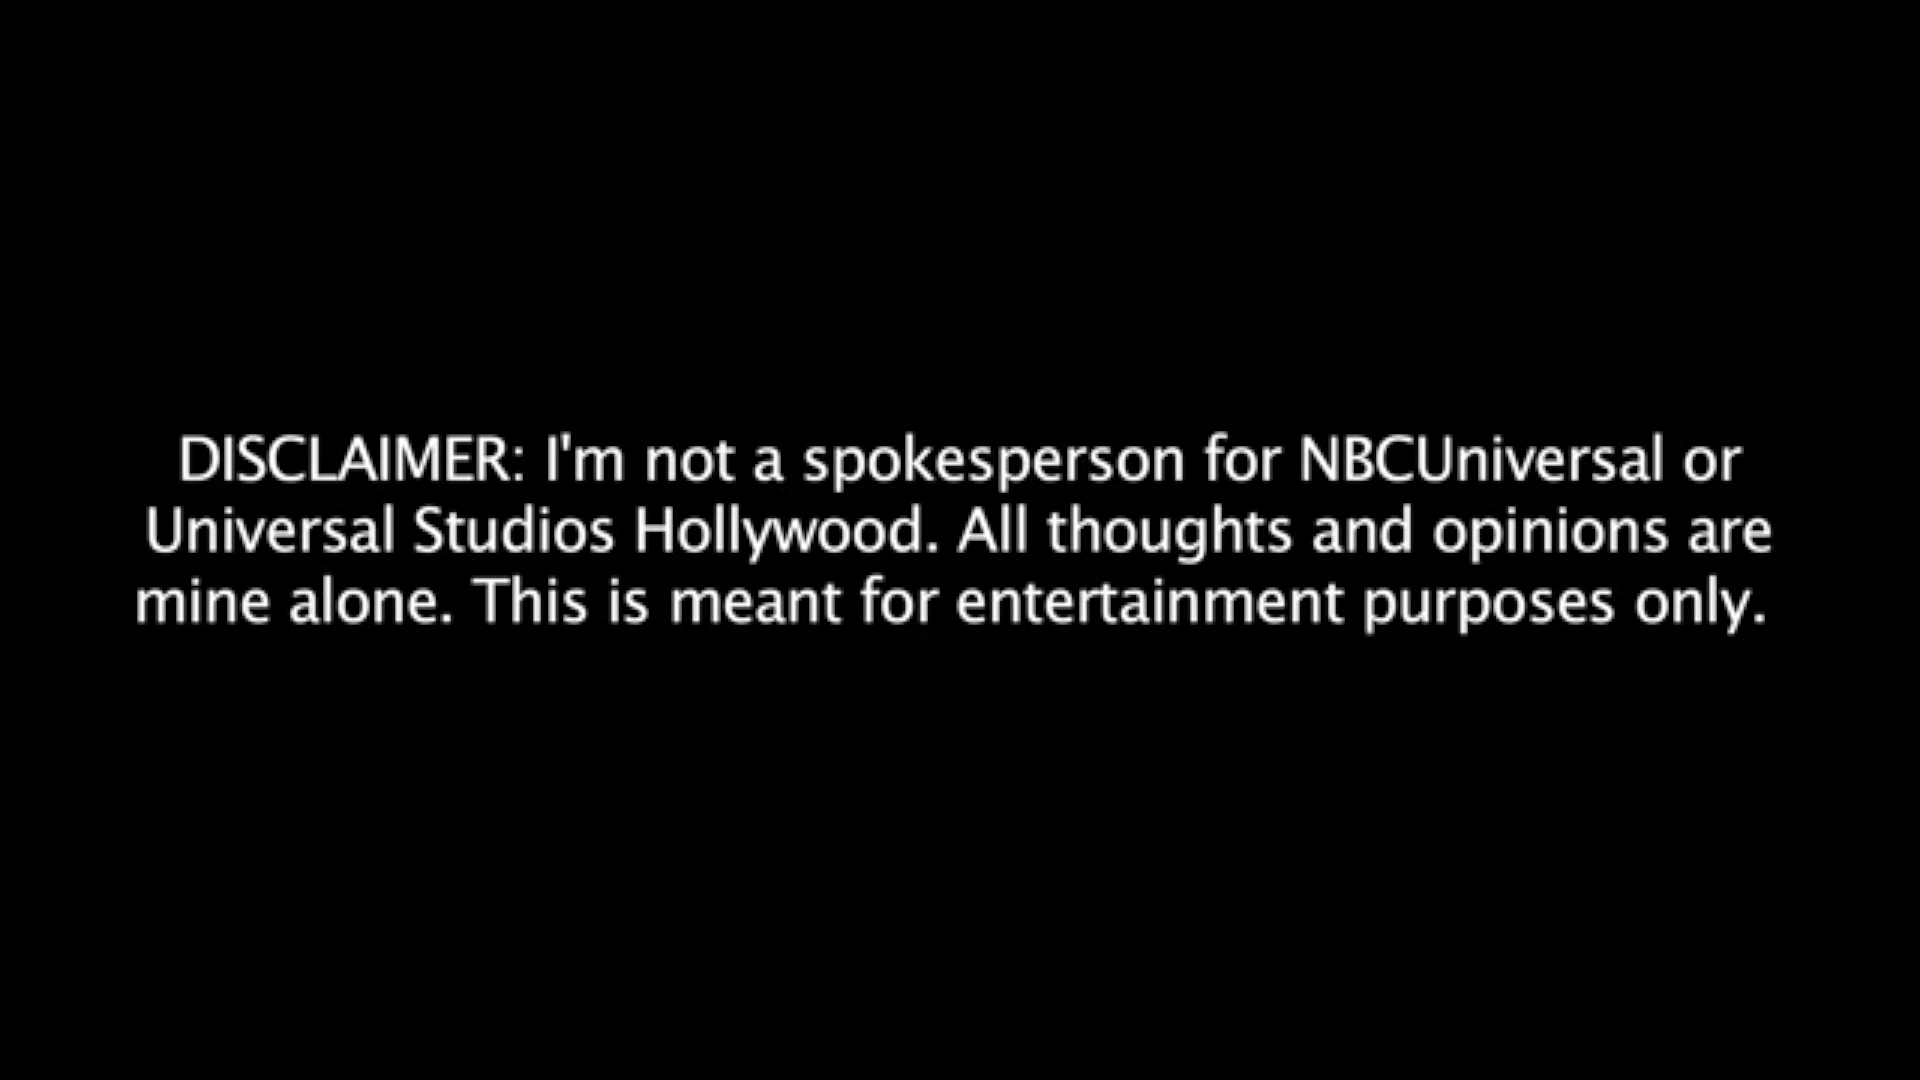 DISCLAIMER: I'm not a spokesperson for NBCUniversal or
Universal Studios Hollywood. All thoughts and opinions are
mine alone. This is meant for entertainment purposes only.